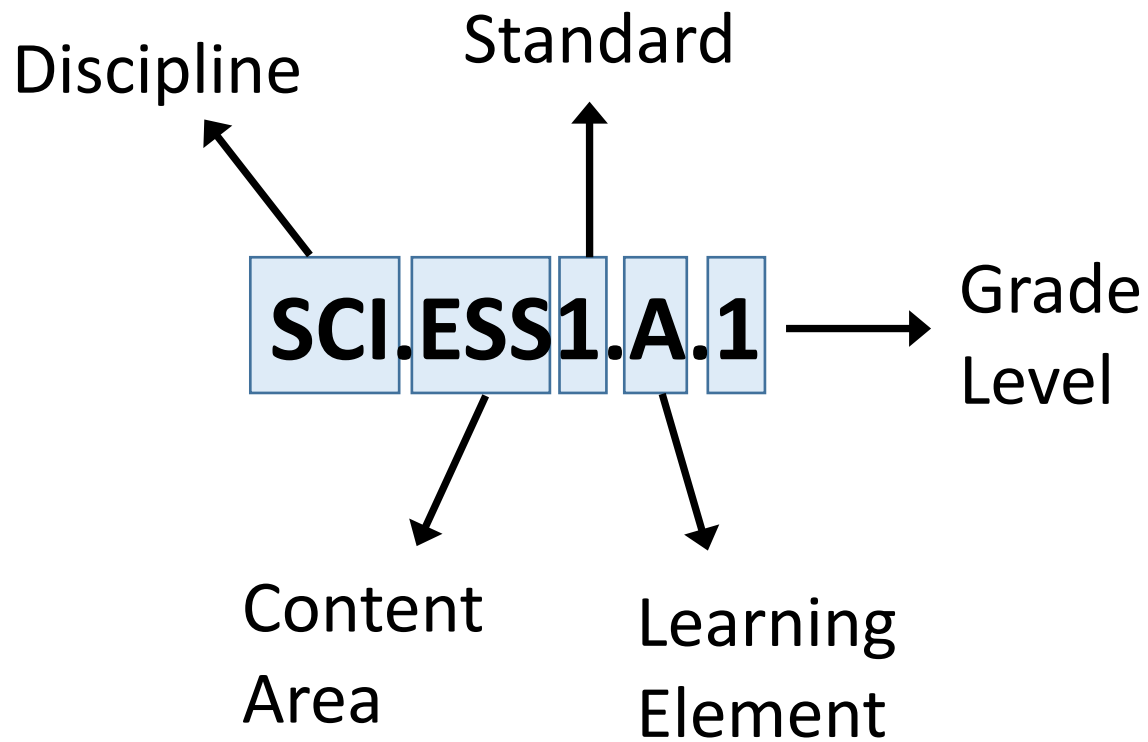 Standard
Discipline
SCI.ESS1.A.1
Grade
Level
Content
Area
Learning
Element